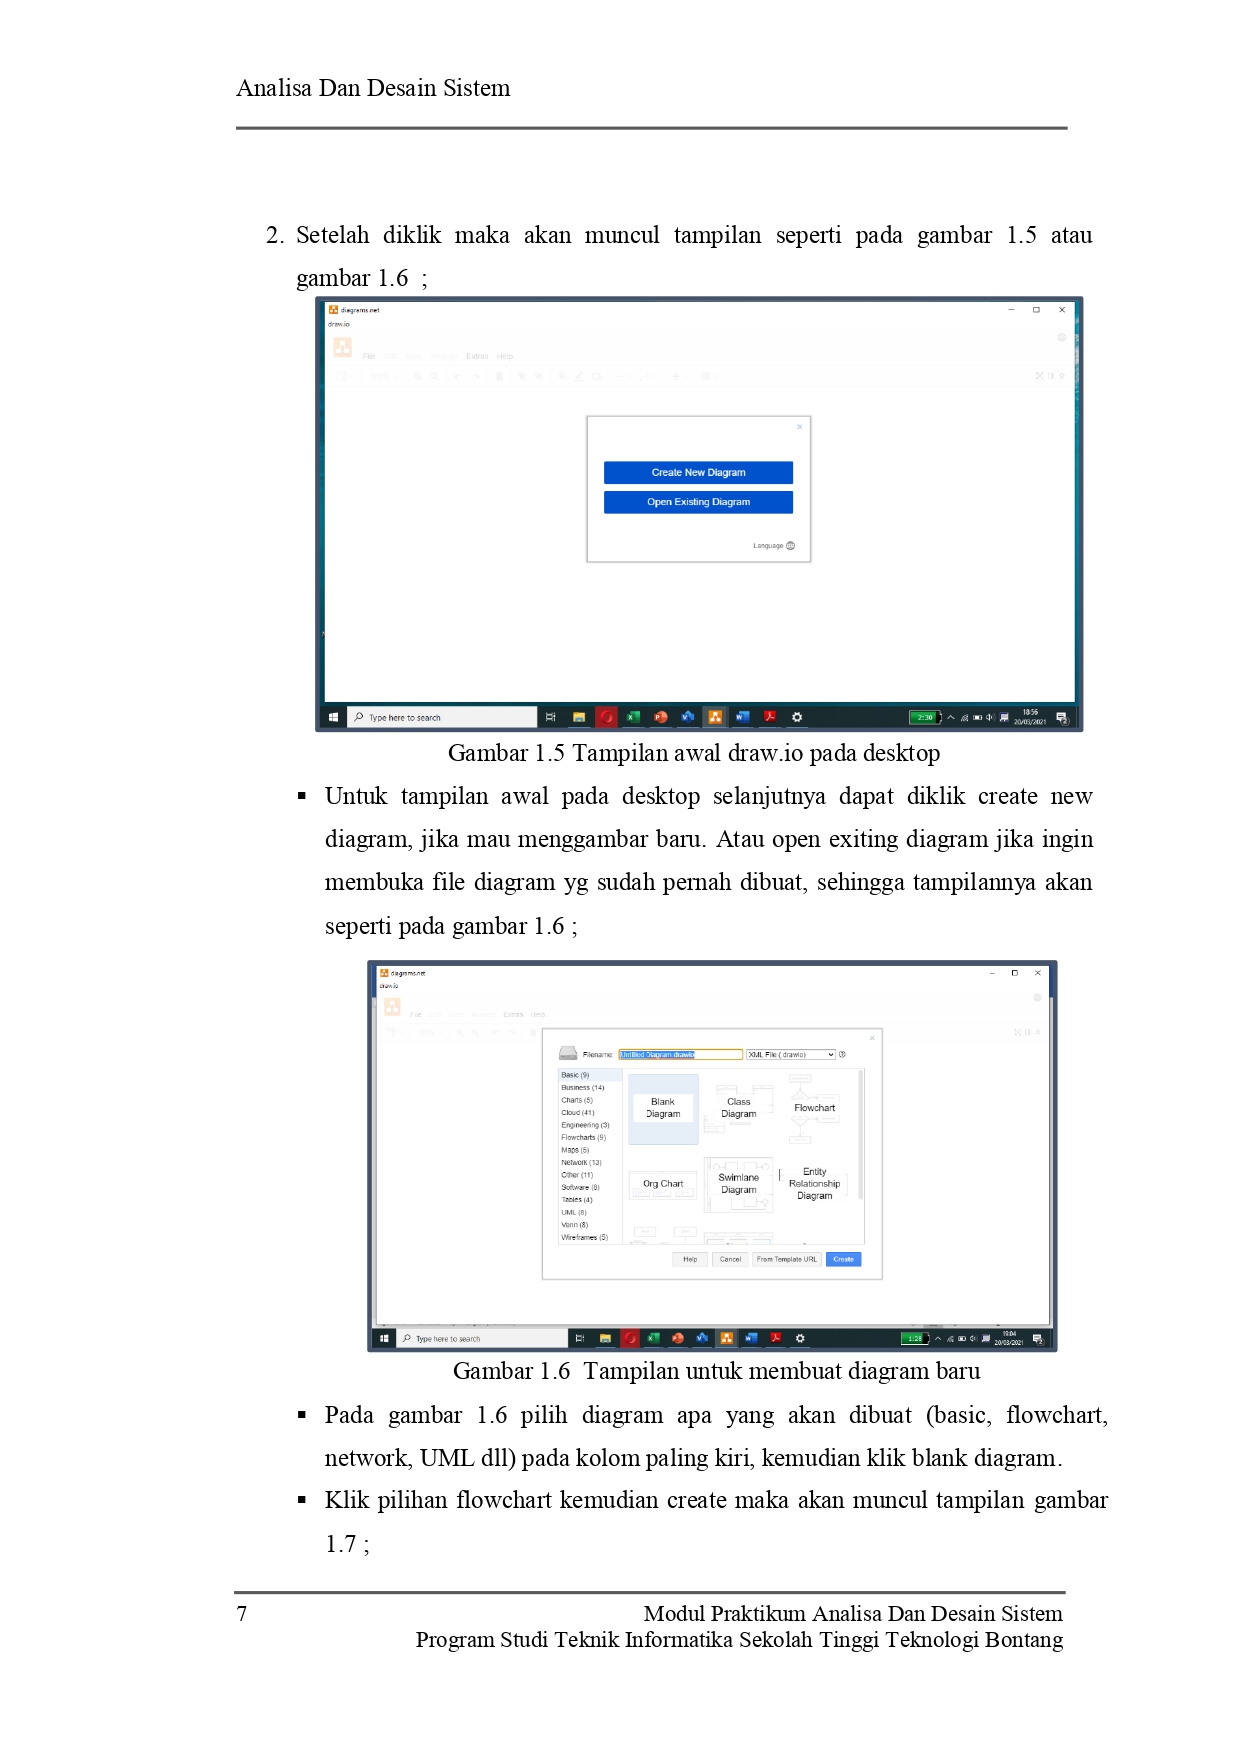 Analisa Dan Desain Sistem
2. Setelah diklik maka akan muncul tampilan seperti pada gambar 1.5 atau
gambar 1.6 ;
diagrams.net
draw.io
File
Extras Help
Create New Diagram
Open Existing Diagram
Language
Type here to search
2:30
18:56
20/03/2021
Gambar 1.5 Tampilan awal draw.io pada desktop
▪ Untuk tampilan awal pada desktop selanjutnya dapat diklik create new
diagram, jika mau menggambar baru. Atau open exiting diagram jika ingin
membuka file diagram yg sudah pernah dibuat, sehingga tampilannya akan
seperti pada gambar 1.6 ;
diagrams.net
draw.io
File
Extras Help
Filename: Untitled Diagram.drawio XML File (.drawio)
Basic (9)
Business (14)
Charts (5)
Cloud (41)
Engineering (3)
Flowcharts (9)
Maps (5)
Network (13)
Other (11)
Software (8)
Tables (4)
UML (8)
Venn (8)
Wireframes (5)
Blank Diagram
Class Diagram
Flowchart
Org Chart
Swimlane Diagram
Entity Relationship Diagram
Help Cancel From Template URL Create
Type here to search
1:28
19:04
20/03/2021
Gambar 1.6 Tampilan untuk membuat diagram baru
▪ Pada gambar 1.6 pilih diagram apa yang akan dibuat (basic, flowchart,
network, UML dll) pada kolom paling kiri, kemudian klik blank diagram.
▪ Klik pilihan flowchart kemudian create maka akan muncul tampilan gambar
1.7 ;
7 Modul Praktikum Analisa Dan Desain Sistem
Program Studi Teknik Informatika Sekolah Tinggi Teknologi Bontang